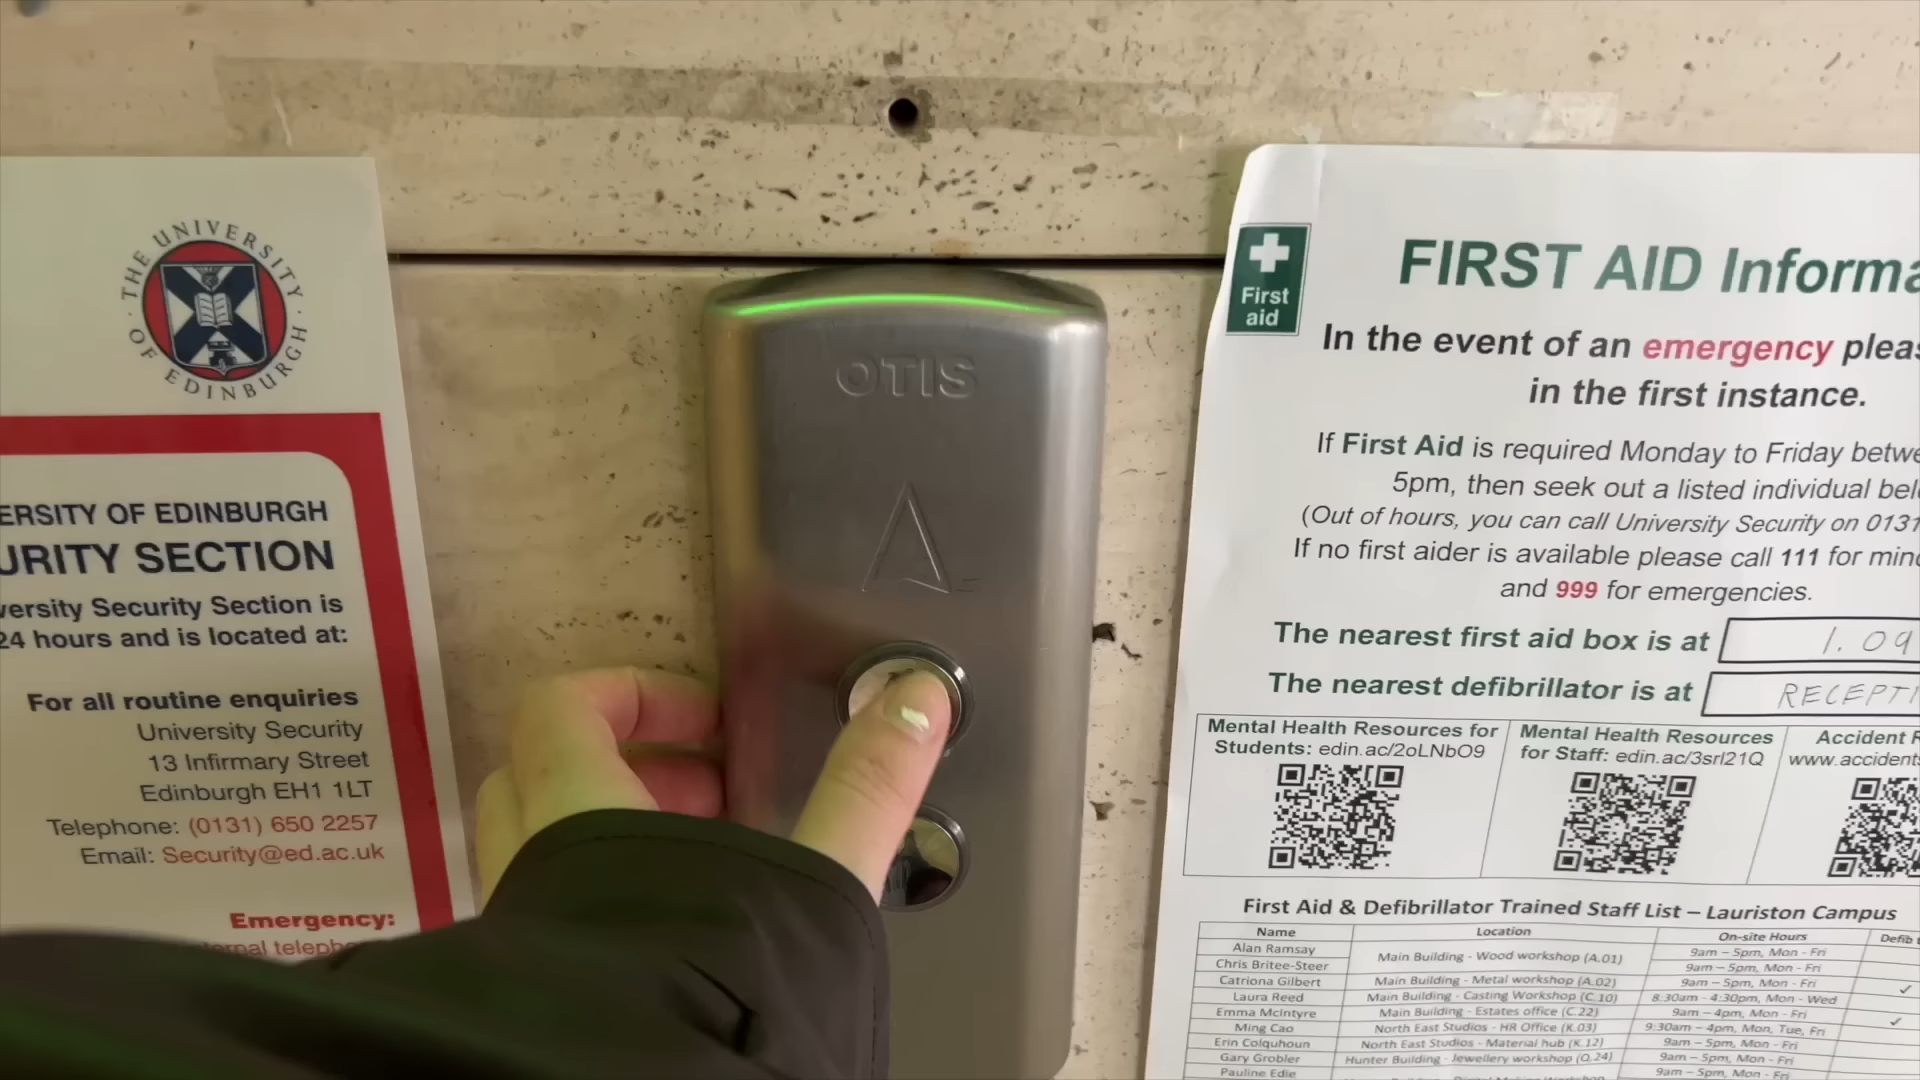 THE UNIVERSITY OF EDINBURGH
ERSITY OF EDINBURGH
URITY SECTION
versity Security Section is
24 hours and is located at:
For all routine enquiries
University Security
13 Infirmary Street
Edinburgh EH1 1LT
Telephone: (0131) 650 2257
Email: Security@ed.ac.uk
Emergency:
OTIS
First
aid
FIRST AID Informa
In the event of an emergency pleas
in the first instance.
If First Aid is required Monday to Friday betwe
5pm, then seek out a listed individual bel
(Out of hours, you can call University Security on 0131
If no first aider is available please call 111 for mino
and 999 for emergencies.
The nearest first aid box is at 1.09
The nearest defibrillator is at RECEPTI
Mental Health Resources for
Students: edin.ac/2oLNbO9
Mental Health Resources
for Staff: edin.ac/3srl21Q
Accident R
www.accident
First Aid & Defibrillator Trained Staff List – Lauriston Campus
Name Location On-site Hours Defib
Alan Ramsay Main Building - Wood workshop (A.01) 9am – 5pm, Mon - Fri
Chris Britee-Steer 9am – 5pm, Mon - Fri
Catriona Gilbert Main Building - Metal workshop (A.02) 9am – 5pm, Mon - Fri
Laura Reed Main Building - Casting Workshop (C.10) 8:30am - 4:30pm, Mon - Wed ✓
Emma McIntyre Main Building - Estates office (C.22) 9am – 4pm, Mon - Fri
Ming Cao North East Studios - HR Office (K.03) 9:30am – 4pm, Mon, Tue, Fri ✓
Erin Colquhoun North East Studios - Material hub (K.12) 9am – 5pm, Mon - Fri
Gary Grobler Hunter Building - Jewellery workshop (Q.24) 9am – 5pm, Mon - Fri
Pauline Edie 9am – 5pm, Mon - Fri